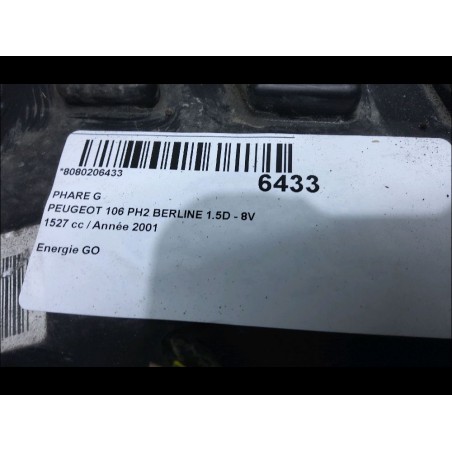 *8080206433
6433
PHARE G
PEUGEOT 106 PH2 BERLINE 1.5D - 8V
1527 cc / Année 2001
Energie GO